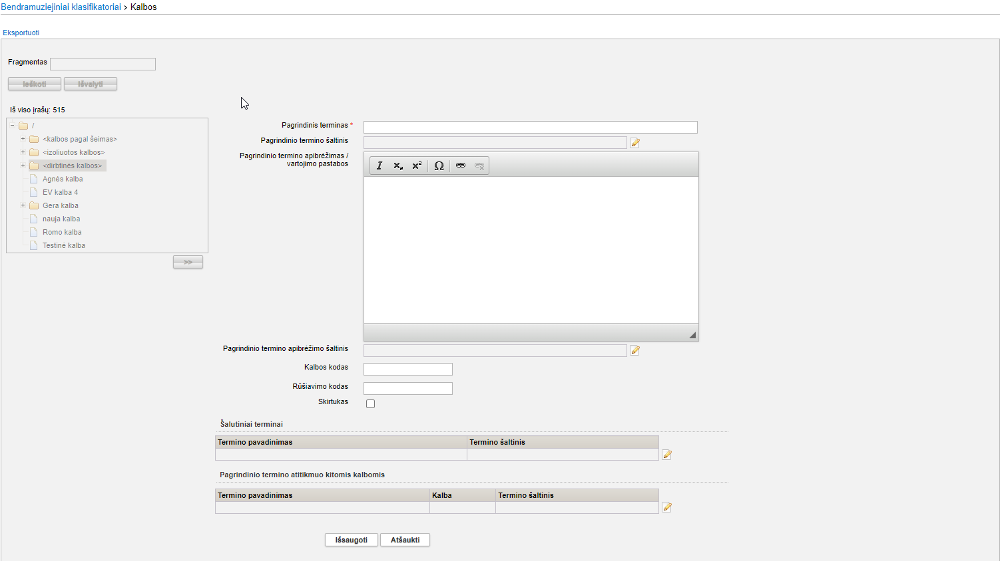 Bendramuziejiniai klasifikatoriai > Kalbos
Eksportuoti
Fragmentas
Ieškoti Išvalyti
Iš viso įrašų: 515
/
<kalbos pagal šeimas>
<izoliuotos kalbos>
<dirbtinės kalbos>
Agnės kalba
EV kalba 4
Gera kalba
nauja kalba
Romo kalba
Testinė kalba
>>
Pagrindinis terminas *
Pagrindinio termino šaltinis
Pagrindinio termino apibrėžimas /
vartojimo pastabos
I x₂ x² Ω
Pagrindinio termino apibrėžimo šaltinis
Kalbos kodas
Rūšiavimo kodas
Skirtukas
Šalutiniai terminai
Termino pavadinimas Termino šaltinis
Pagrindinio termino atitikmuo kitomis kalbomis
Termino pavadinimas Kalba Termino šaltinis
Išsaugoti Atšaukti